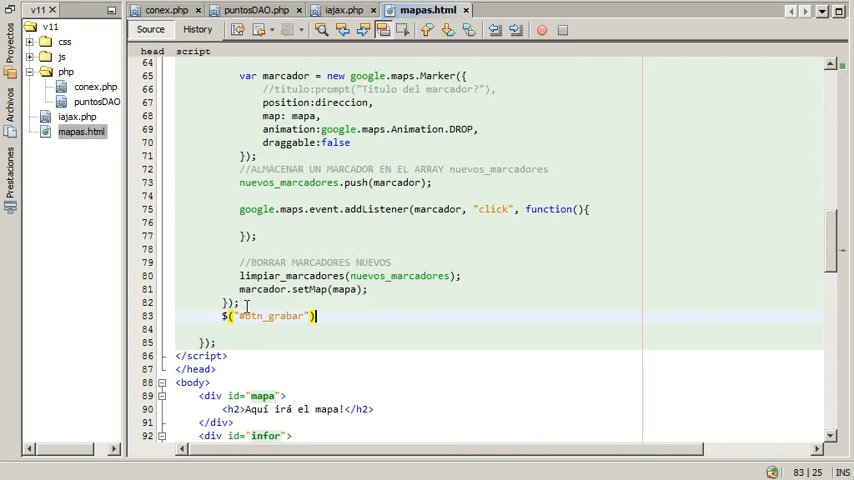 v11
conex.php
puntosDAO.php
iajax.php
mapas.html
v11
Source
History
css
js
php
conex.php
puntosDAO
iajax.php
mapas.html
Proyectos
Archivos
Prestaciones
head script
64
65 var marcador = new google.maps.Marker({
66 //titulo:prompt("Titulo del marcador?"),
67 position:direccion,
68 map: mapa,
69 animation:google.maps.Animation.DROP,
70 draggable:false
71 });
72 //ALMACENAR UN MARCADOR EN EL ARRAY nuevos_marcadores
73 nuevos_marcadores.push(marcador);
74
75 google.maps.event.addListener(marcador, "click", function(){
76
77 });
78
79 //BORRAR MARCADORES NUEVOS
80 limpiar_marcadores(nuevos_marcadores);
81 marcador.setMap(mapa);
82 });
83 $("#btn_grabar")
84
85 });
86 </script>
87 </head>
88 <body>
89 <div id="mapa">
90 <h2>Aquí irá el mapa!</h2>
91 </div>
92 <div id="infor">
83 | 25
INS